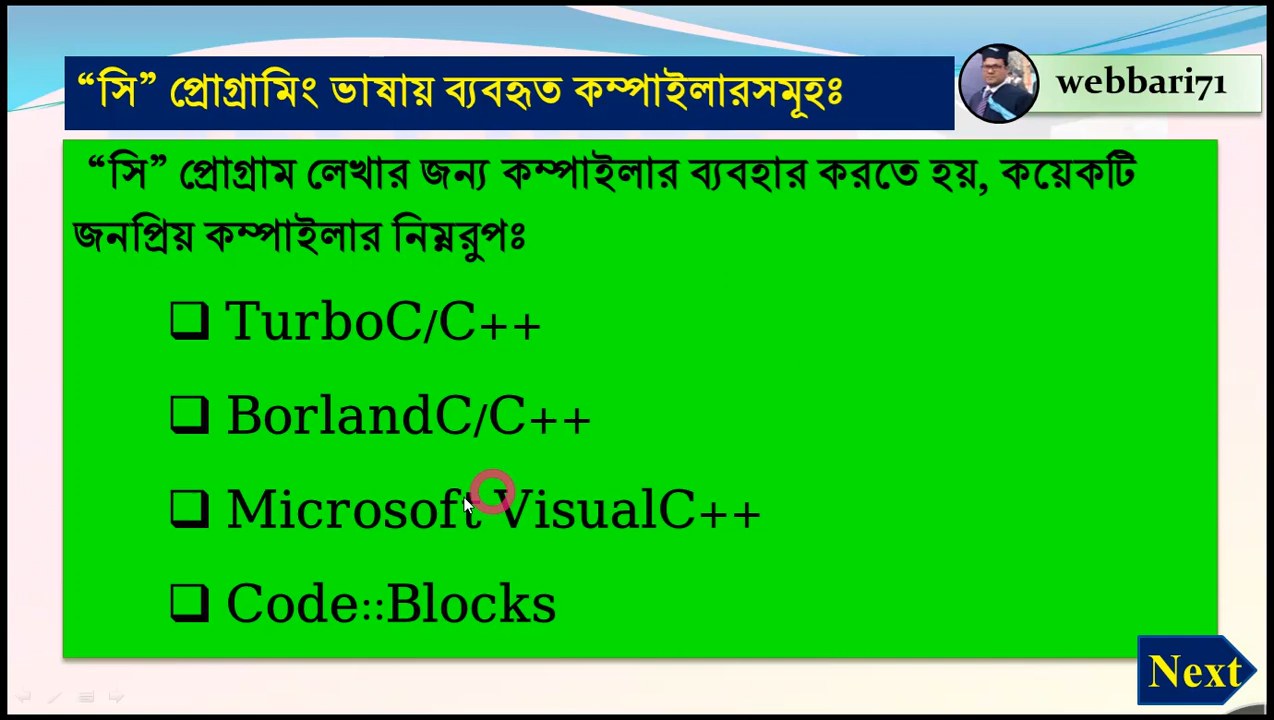 “সি” প্রোগ্রামিং ভাষায় ব্যবহৃত কম্পাইলারসমূহঃ
webbari71
“সি” প্রোগ্রাম লেখার জন্য কম্পাইলার ব্যবহার করতে হয়, কয়েকটি
জনপ্রিয় কম্পাইলার নিম্নরুপঃ
TurboC/C++
BorlandC/C++
Microsoft VisualC++
Code::Blocks
Next